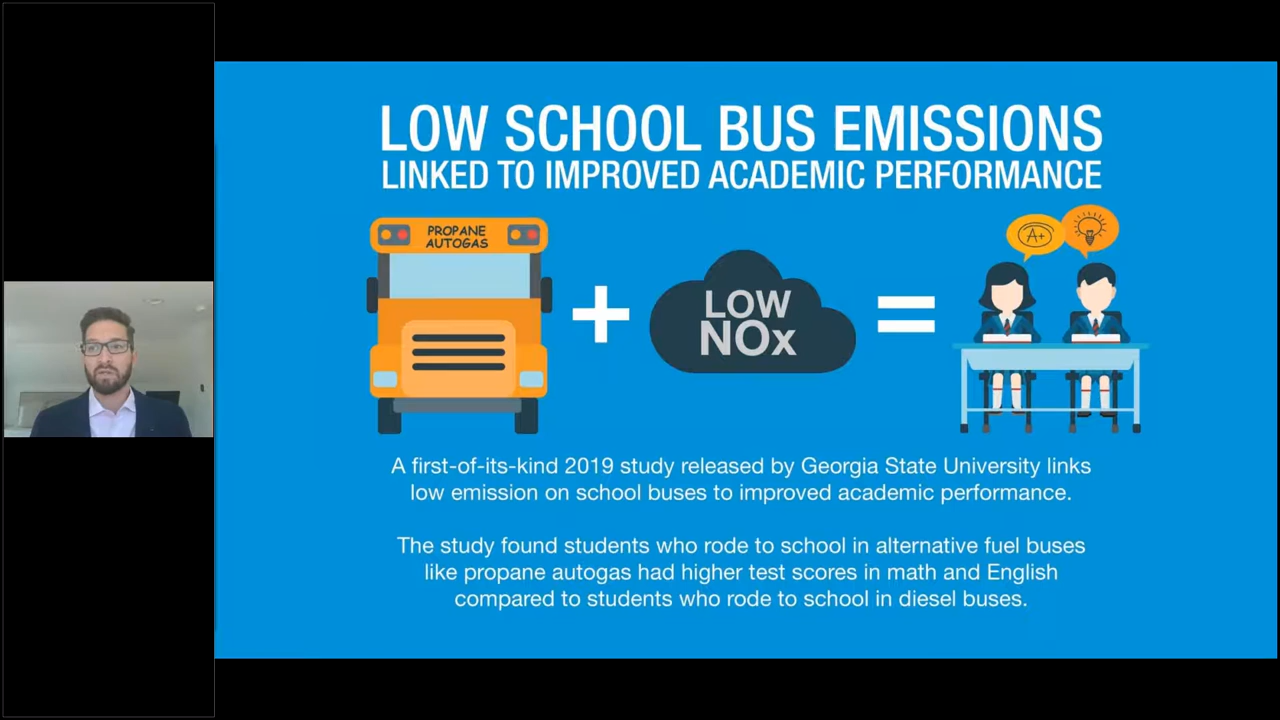 LOW SCHOOL BUS EMISSIONS
LINKED TO IMPROVED ACADEMIC PERFORMANCE
PROPANE
AUTOGAS
A+
LOW
NOx
A first-of-its-kind 2019 study released by Georgia State University links
low emission on school buses to improved academic performance.
The study found students who rode to school in alternative fuel buses
like propane autogas had higher test scores in math and English
compared to students who rode to school in diesel buses.